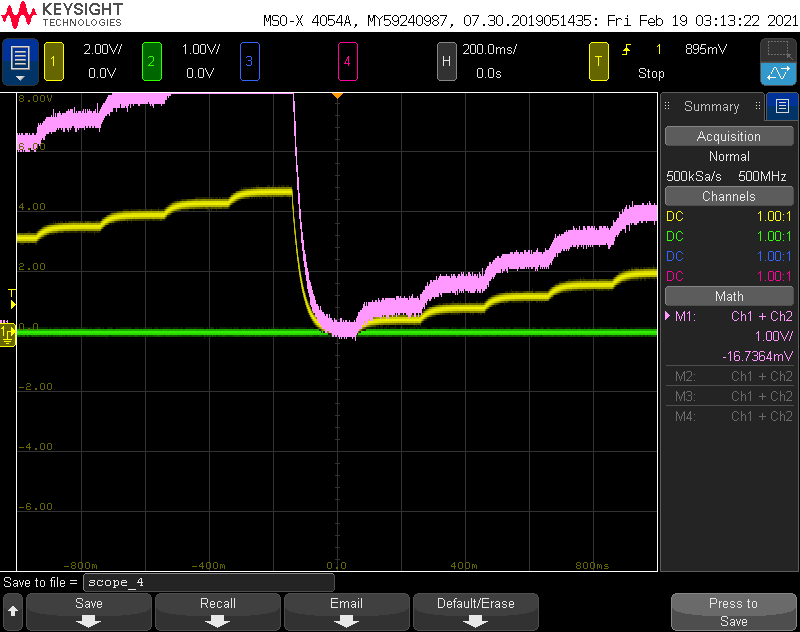 KEYSIGHT
TECHNOLOGIES
MSO-X 4054A, MY59240987, 07.30.2019051435: Fri Feb 19 03:13:22 2021
1 2.00V/ 2 1.00V/ 3 4 H 200.0ms/ T 1 895mV
0.0V 0.0V 0.0s Stop
8.00V
6.00
4.00
2.00
T
0.0
1
-2.00
-4.00
-6.00
-800m -400m 0.0 400m 800ms
Summary
Acquisition
Normal
500kSa/s 500MHz
Channels
DC 1.00:1
DC 1.00:1
DC 1.00:1
DC 1.00:1
Math
M1: Ch1 + Ch2
1.00V/
-16.7364mV
M2: Ch1 + Ch2
M3: Ch1 + Ch2
M4: Ch1 + Ch2
Save to file = scope_4
Save Recall Email Default/Erase Press to
Save